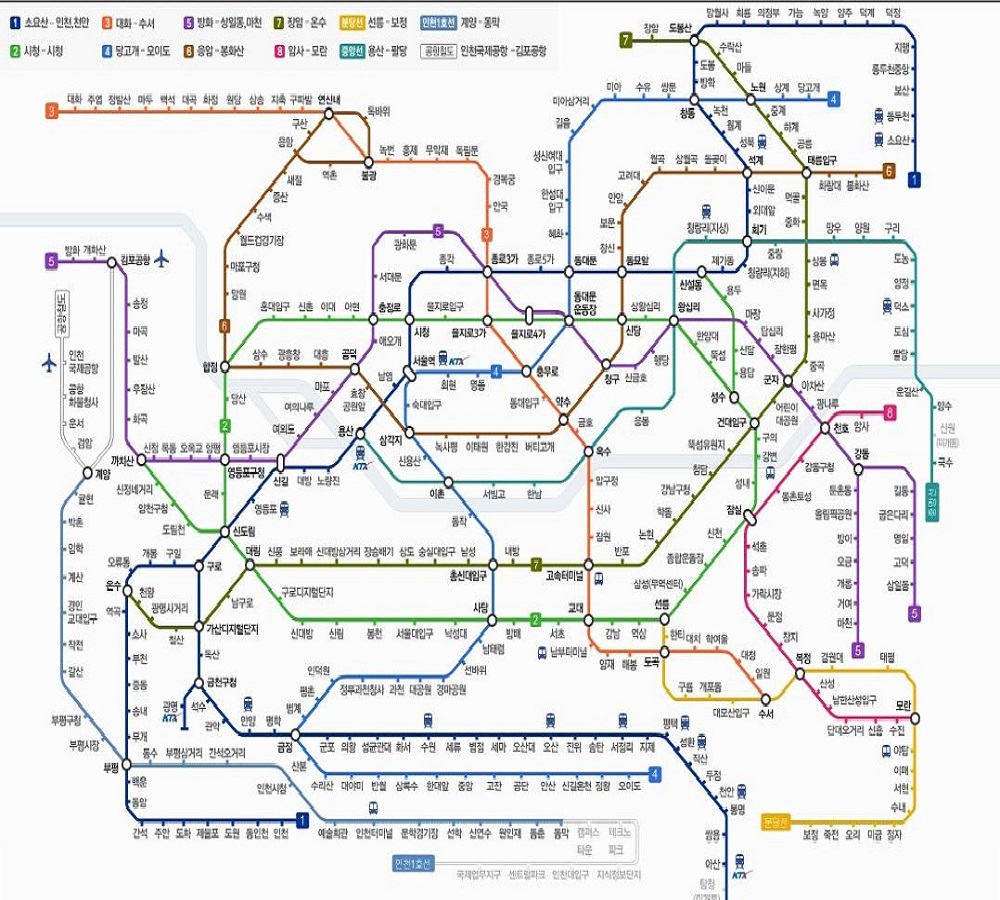 1 소요산 - 인천,천안
3 대화 - 수서
5 방화 - 상일동,마천
7 장암 - 온수
분당선 선릉 - 보정
인천1호선 계양 - 동막
2 시청 - 시청
4 당고개 - 오이도
6 응암 - 봉화산
8 암사 - 모란
중앙선 용산 - 팔당
공항철도 인천국제공항 - 김포공항
망월사 회룡 의정부 가능 녹양 양주 덕계 덕정
7 장암 도봉산
지행
수락산
도봉
마들
동두천중앙
방학
보산
노원 상계 당고개
4
미아 수유 쌍문
미아삼거리
창동
중계
녹천
동두천
3 대화 주엽 정발산 마두 백석 대곡 화정 원당 삼송 지축 구파발 연신내
독바위
길음
월계
하계
구산
성북
공릉
소요산
응암
녹번 홍제 무악재 독립문
성신여대
입구
월곡 상월곡 돌곶이
석계
태릉입구
6
역촌
불광
새절
경복궁
고려대
화랑대 봉화산
1
증산
한성대
입구
안암
신이문
먹골
안국
수색
보문
외대앞
중화
청량리(지상)
월드컵경기장
5
3
혜화
창신
회기
망우 양원 구리
광화문
5 방화 개화산
김포공항
종각 종로3가 종로5가 동대문 동묘앞
제기동
청량리(지하)
중랑
상봉
도농
마포구청
서대문
신설동
면목
양정
송정
망원
용두
덕소
공항철도
홍대입구 신촌 이대 아현
충정로
을지로입구
동대문
운동장
상왕십리
왕십리
마장
사가정
마곡
6
시청
을지로3가
을지로4가
신당
답십리
용마산
도심
인천
국제공항
발산
애오개
한양대
신답
장한평
팔당
합정
상수 광흥창 대흥
공덕
서울역
KTX
청구
신금호
행당
뚝섬
중곡
공항
화물청사
우장산
회현 명동
4
충무로
용답
군자
아차산
운길산
당산
마포
효창
공원앞
남영
숙대입구
동대입구
약수
성수
어린이
대공원
광나루
8
양수
운서
화곡
여의나루
금호
응봉
건대입구
천호
암사
신원
검암
2
여의도
용산
삼각지
녹사평 이태원 한강진 버티고개
구의
강변
국수
계양
까치산
신정 목동 오목교 양평
영등포시장
KTX
옥수
뚝섬유원지
강동구청
강동
신정네거리
영등포구청
신길
대방 노량진
신용산
청담
귤현
이촌
서빙고 한남
압구정
강남구청
성내
둔촌동
길동
양천구청
문래
영등포
신사
학동
잠실
몽촌토성
올림픽공원
굽은다리
박촌
도림천
동작
논현
신천
방이
명일
신도림
잠원
종합운동장
임학
오류동 개봉 구일
구로
대림 신풍 보라매 신대방삼거리 장승배기 상도 숭실대입구 남성
총신대입구
내방
7
고속터미널
반포
석촌
오금
고덕
계산
온수
천왕
삼성(무역센터)
송파
개롱
상일동
경인
교대입구
역곡
광명사거리
남구로
구로디지털단지
가락시장
거여
5
소사
철산
가산디지털단지
신대방 신림 봉천 서울대입구 낙성대
사당
방배
2
서초
교대
강남 역삼
선릉
문정
마천
작전
독산
남태령
남부터미널
한티
대치 학여울
장지
5
갈산
부천
선바위
양재 매봉
도곡
대청
복정
경원대 태평
중동
금천구청
인덕원
정부과천청사 과천 대공원 경마공원
구룡 개포동
일원
산성
송내
광명
KTX
석수
평촌
대모산입구
수서
남한산성입구
모란
부평구청
관악
안양
범계
평택
단대오거리 신흥 수진
부평시장
부개
명학
금정
군포 의왕 성균관대 화서 수원 세류 병점 세마 오산대 오산 진위 송탄 서정리 지제
성환
야탑
동수 부평삼거리 간석오거리
직산
부평
산본
수리산 대야미 반월 상록수 한대앞 중앙 고잔 공단 안산 신길온천 정왕 오이도
4
두정
이매
백운
인천시청
천안
서현
동암
봉명
수내
간석 주안 도화 제물포 도원 동인천 인천
1
예술회관 인천터미널 문학경기장 선학 신연수 원인재 동춘 동막
캠퍼스
타운
테크노
파크
쌍용
분당선
보정 죽전 오리 미금 정자
인천1호선
아산
KTX
국제업무지구 센트럴파크 인천대입구 지식정보단지
탕정